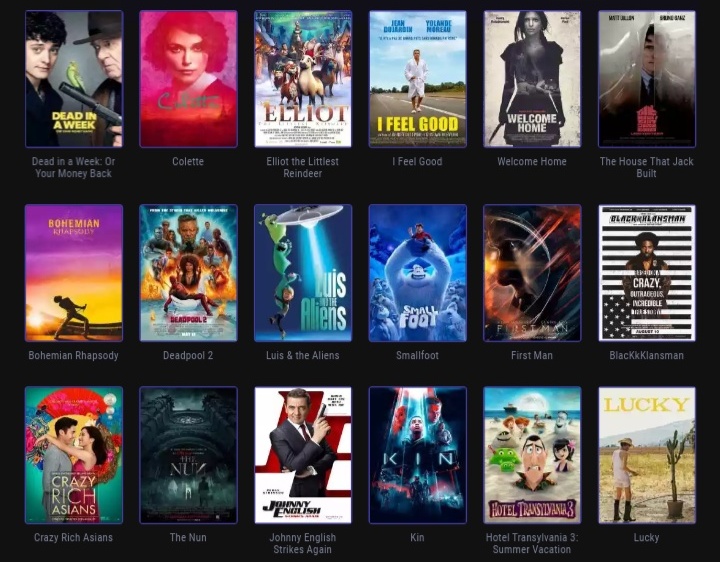 DEAD IN
A WEEK
Colette
ELLIOT
JEAN
DUJARDIN
YOLANDE
MOREAU
I FEEL GOOD
WELCOME
HOME
MATT DILLON
BRUNO GANZ
Dead in a Week: Or
Your Money Back
Colette
Elliot the Littlest
Reindeer
I Feel Good
Welcome Home
The House That Jack
Built
BOHEMIAN
RHAPSODY
DEADPOOL 2
Luis
Aliens
SMALL
FOOT
FIRST MAN
BLACKkKLANSMAN
BASED ON A
CRAZY,
OUTRAGEOUS,
INCREDIBLE
TRUE STORY
AUGUST 10
Bohemian Rhapsody
Deadpool 2
Luis & the Aliens
Smallfoot
First Man
BlacKkKlansman
CRAZY
RICH
ASIANS
THE
NUN
JOHNNY
ENGLISH
STRIKES AGAIN
KIN
HOTEL TRANSYLVANIA 3
LUCKY
Crazy Rich Asians
The Nun
Johnny English
Strikes Again
Kin
Hotel Transylvania 3:
Summer Vacation
Lucky